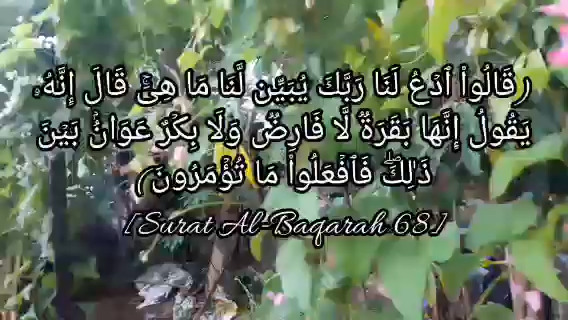 (قَالُوا۟ ٱدۡعُ لَنَا رَبَّكَ يُبَيِّن لَّنَا مَا هِيَۚ قَالَ إِنَّهُۥ
يَقُولُ إِنَّهَا بَقَرَةٌ لَّا فَارِضٌ وَلَا بِكۡرٌ عَوَانُۢ بَيۡنَ
ذَٰلِكَۖ فَٱفۡعَلُوا۟ مَا تُؤۡمَرُونَ)
[Surat Al-Baqarah 68]